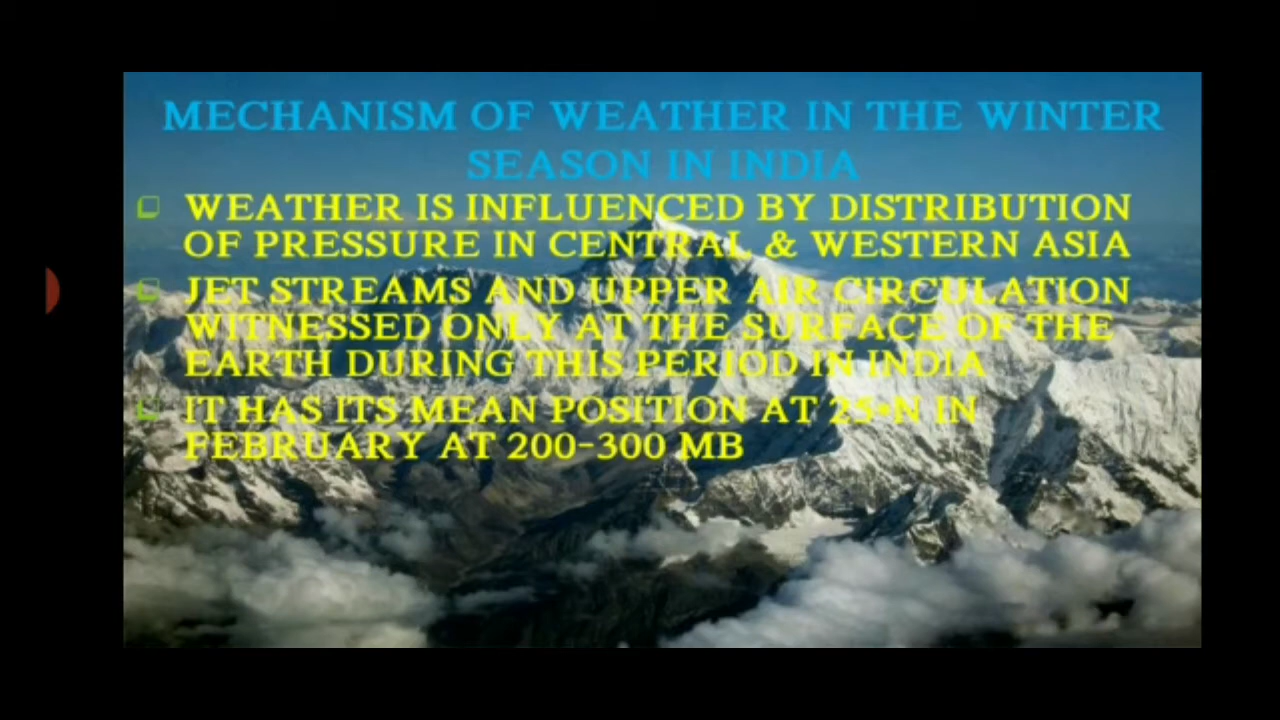 MECHANISM OF WEATHER IN THE WINTER
SEASON IN INDIA
WEATHER IS INFLUENCED BY DISTRIBUTION
OF PRESSURE IN CENTRAL & WESTERN ASIA
JET STREAMS AND UPPER AIR CIRCULATION
WITNESSED ONLY AT THE SURFACE OF THE
EARTH DURING THIS PERIOD IN INDIA
IT HAS ITS MEAN POSITION AT 25•N IN
FEBRUARY AT 200-300 MB